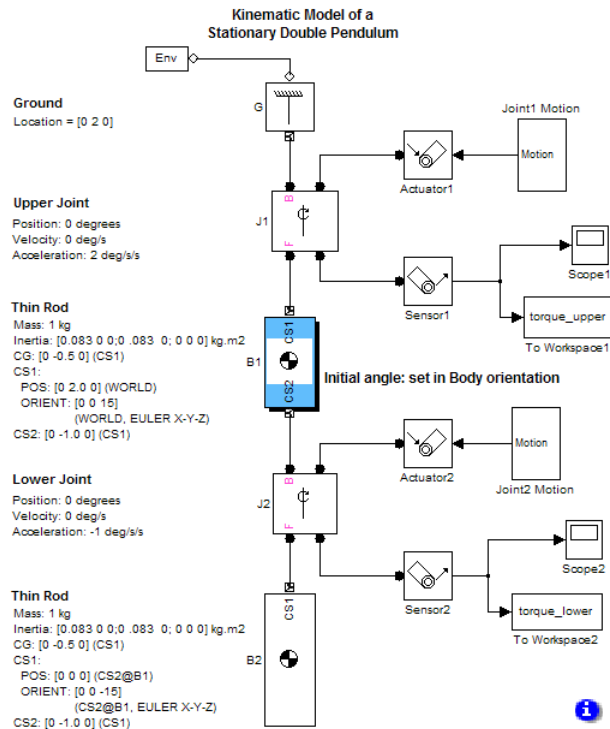 Kinematic Model of a
Stationary Double Pendulum
Env
Ground
Location = [0 2 0]
G
Joint1 Motion
Motion
Actuator1
Upper Joint
Position: 0 degrees
Velocity: 0 deg/s
Acceleration: 2 deg/s/s
B
J1
F
Sensor1
Scope1
torque_upper
To Workspace1
Thin Rod
Mass: 1 kg
Inertia: [0.083 0 0;0 .083 0; 0 0 0] kg.m2
CG: [0 -0.5 0] (CS1)
CS1:
POS: [0 2.0 0] (WORLD)
ORIENT: [0 0 15]
(WORLD, EULER X-Y-Z)
CS2: [0 -1.0 0] (CS1)
CS1
B1
CS2
Initial angle: set in Body orientation
Lower Joint
Position: 0 degrees
Velocity: 0 deg/s
Acceleration: -1 deg/s/s
B
J2
F
Actuator2
Motion
Joint2 Motion
Sensor2
Scope2
torque_lower
To Workspace2
Thin Rod
Mass: 1 kg
Inertia: [0.083 0 0;0 .083 0; 0 0 0] kg.m2
CG: [0 -0.5 0] (CS1)
CS1:
POS: [0 0 0] (CS2@B1)
ORIENT: [0 0 -15]
(CS2@B1, EULER X-Y-Z)
CS2: [0 -1.0 0] (CS1)
CS1
B2
i